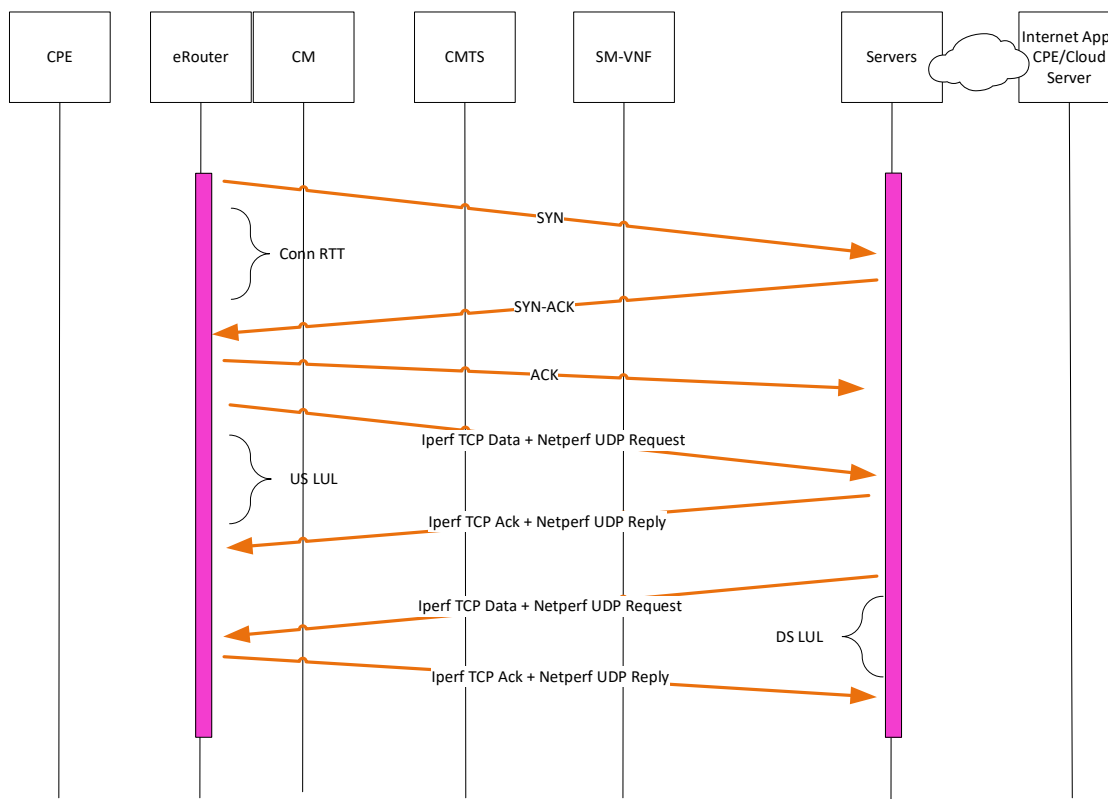 CPE
eRouter
CM
CMTS
SM-VNF
Servers
Internet App
CPE/Cloud
Server
SYN
Conn RTT
SYN-ACK
ACK
Iperf TCP Data + Netperf UDP Request
US LUL
Iperf TCP Ack + Netperf UDP Reply
Iperf TCP Data + Netperf UDP Request
DS LUL
Iperf TCP Ack + Netperf UDP Reply